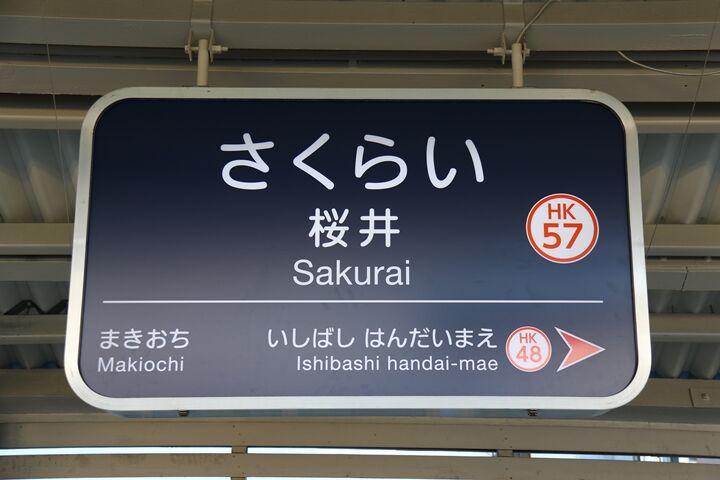 さくらい
桜井
Sakurai
HK
57
まきおち
Makiochi
いしばし はんだいまえ
Ishibashi handai-mae
HK
48